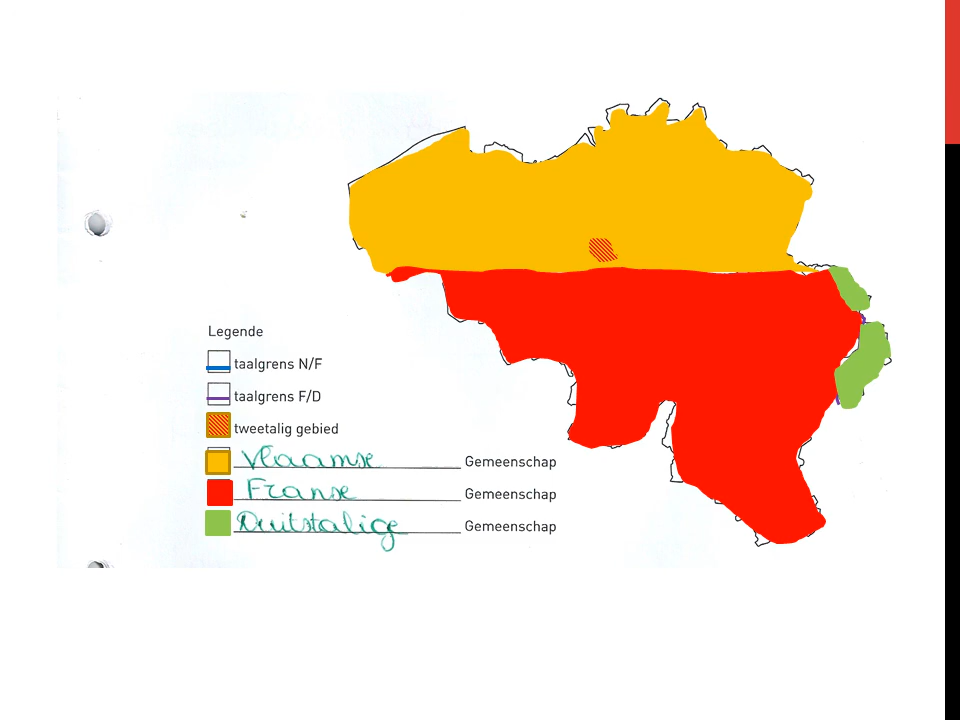 Legende
taalgrens N/F
taalgrens F/D
tweetalig gebied
Vlaamse Gemeenschap
Franse Gemeenschap
Duitstalige Gemeenschap